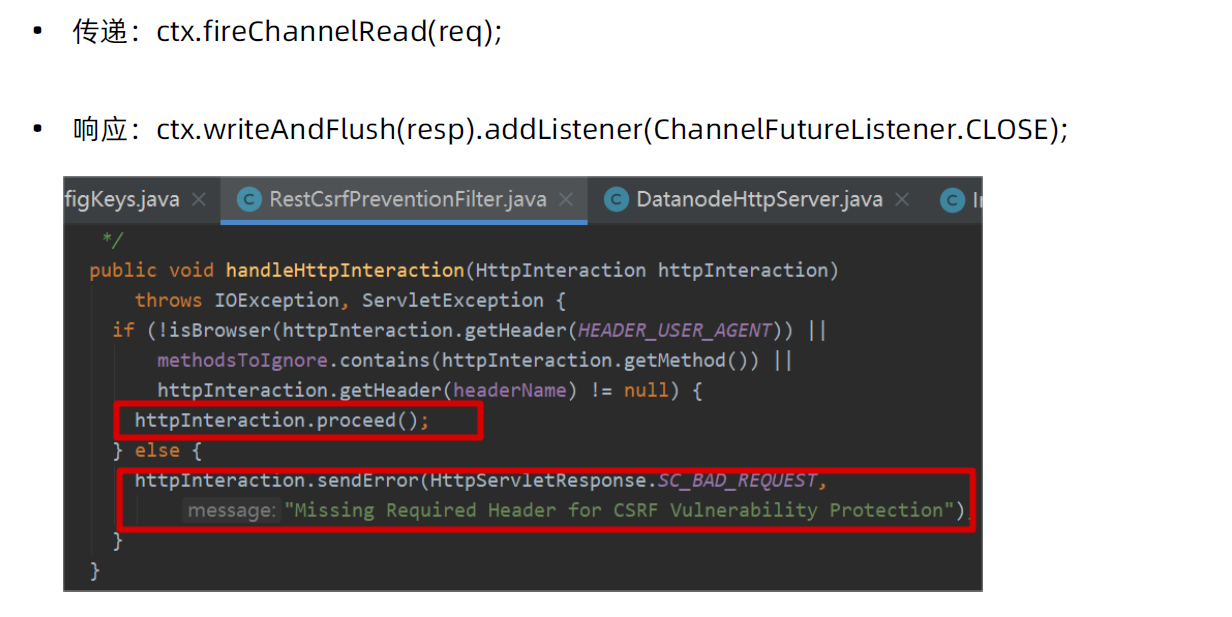 • 传递：ctx.fireChannelRead(req);
• 响应：ctx.writeAndFlush(resp).addListener(ChannelFutureListener.CLOSE);
figKeys.java × C RestCsrfPreventionFilter.java × C DatanodeHttpServer.java × C
*/
public void handleHttpInteraction(HttpInteraction httpInteraction)
throws IOException, ServletException {
if (!isBrowser(httpInteraction.getHeader(HEADER_USER_AGENT)) ||
methodsToIgnore.contains(httpInteraction.getMethod()) ||
httpInteraction.getHeader(headerName) != null) {
httpInteraction.proceed();
} else {
httpInteraction.sendError(HttpServletResponse.SC_BAD_REQUEST,
message: "Missing Required Header for CSRF Vulnerability Protection")
}
}